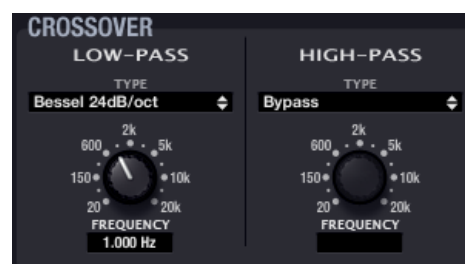 CROSSOVER
LOW-PASS
TYPE
Bessel 24dB/oct
2k
600 5k
150 10k
20 20k
FREQUENCY
1.000 Hz
HIGH-PASS
TYPE
Bypass
2k
600 5k
150 10k
20 20k
FREQUENCY